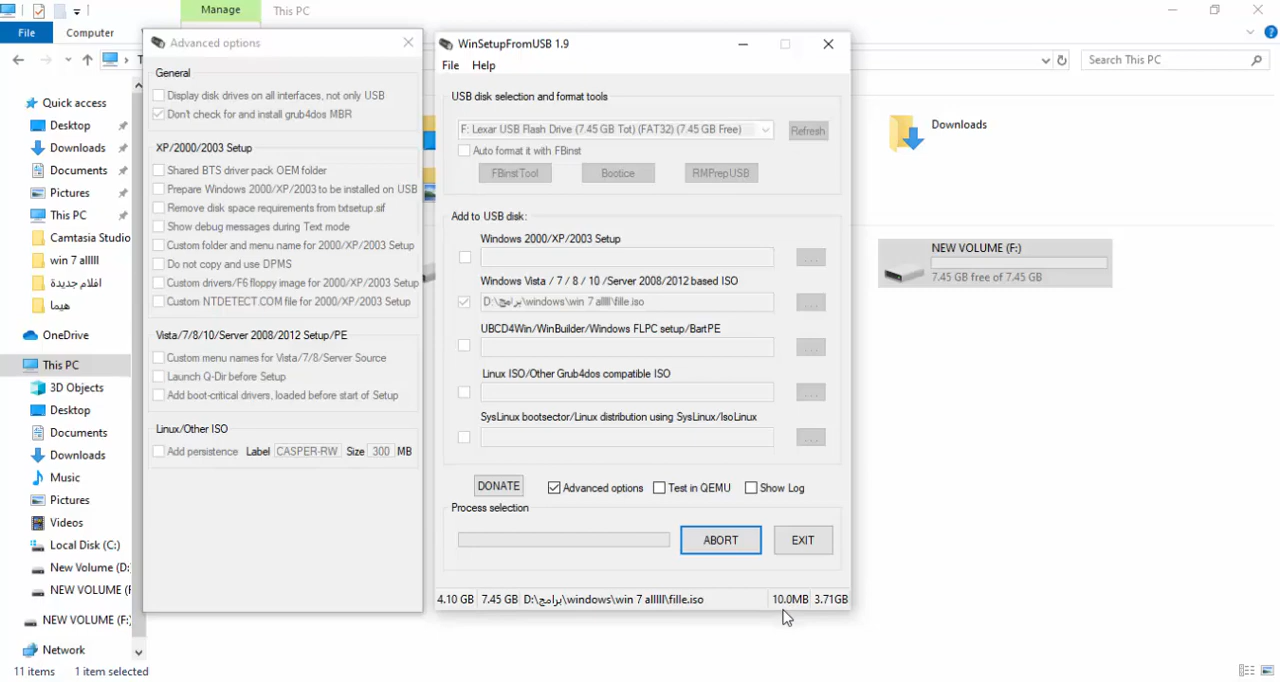 Manage
This PC
File
Computer
Search This PC
Quick access
Desktop
Downloads
Documents
Pictures
This PC
Camtasia Studio
win 7 alllll
افلام جديدة
هيما
OneDrive
This PC
3D Objects
Desktop
Documents
Downloads
Music
Pictures
Videos
Local Disk (C:)
New Volume (D:
NEW VOLUME (F
NEW VOLUME (F:)
Network
11 items
1 item selected
Advanced options
General
Display disk drives on all interfaces, not only USB
Don't check for and install grub4dos MBR
XP/2000/2003 Setup
Shared BTS driver pack OEM folder
Prepare Windows 2000/XP/2003 to be installed on USB
Remove disk space requirements from txtsetup.sif
Show debug messages during Text mode
Custom folder and menu name for 2000/XP/2003 Setup
Do not copy and use DPMS
Custom drivers/F6 floppy image for 2000/XP/2003 Setup
Custom NTDETECT.COM file for 2000/XP/2003 Setup
Vista/7/8/10/Server 2008/2012 Setup/PE
Custom menu names for Vista/7/8/Server Source
Launch Q-Dir before Setup
Add boot-critical drivers, loaded before start of Setup
Linux/Other ISO
Add persistence Label CASPER-RW Size 300 MB
WinSetupFromUSB 1.9
File Help
USB disk selection and format tools
F: Lexar USB Flash Drive (7.45 GB Tot) (FAT32) (7.45 GB Free) Refresh
Auto format it with FBinst
FBinstTool Bootice RMPrepUSB
Add to USB disk:
Windows 2000/XP/2003 Setup
...
Windows Vista / 7 / 8 / 10 /Server 2008/2012 based ISO
D:\برامج\windows\win 7 alllll\fille.iso ...
UBCD4Win/WinBuilder/Windows FLPC setup/BartPE
...
Linux ISO/Other Grub4dos compatible ISO
...
SysLinux bootsector/Linux distribution using SysLinux/IsoLinux
...
DONATE Advanced options Test in QEMU Show Log
Process selection
ABORT EXIT
4.10 GB 7.45 GB D:\برامج\windows\win 7 alllll\fille.iso 10.0MB 3.71GB
Downloads
NEW VOLUME (F:)
7.45 GB free of 7.45 GB